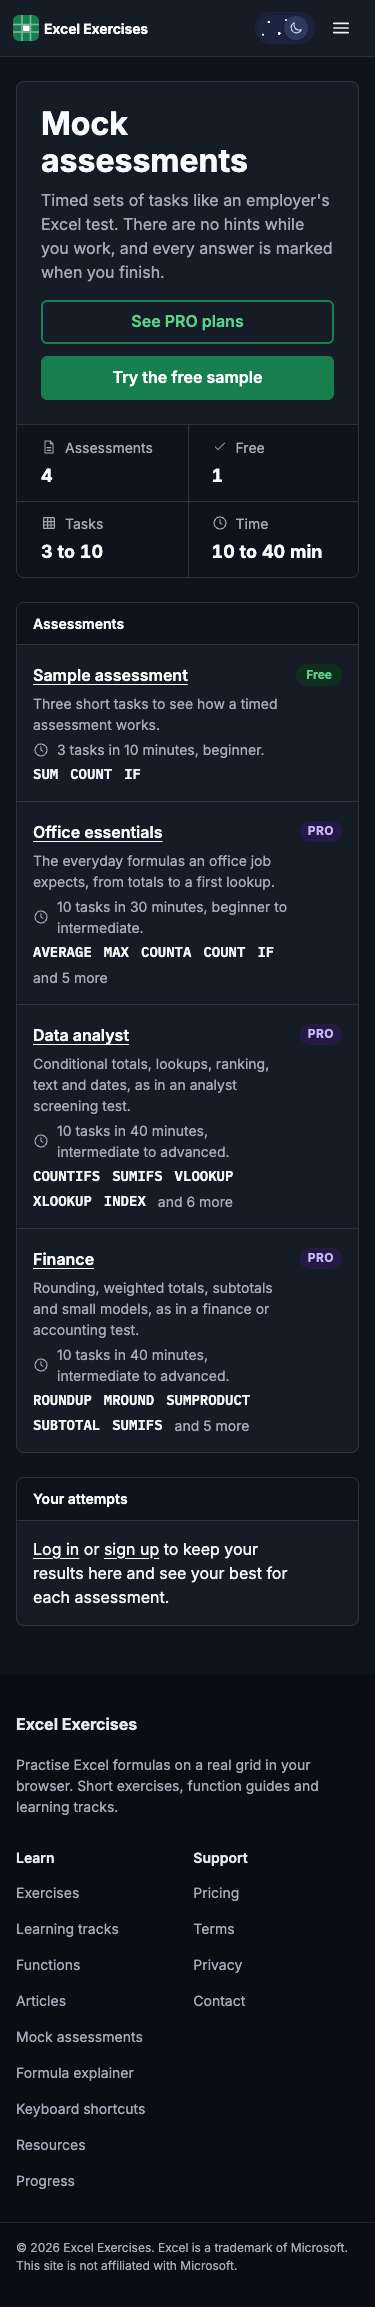 Excel Exercises
Mock
assessments
Timed sets of tasks like an employer's
Excel test. There are no hints while
you work, and every answer is marked
when you finish.
See PRO plans
Try the free sample
Assessments
4
Free
1
Tasks
3 to 10
Time
10 to 40 min
Assessments
Sample assessment
Free
Three short tasks to see how a timed
assessment works.
3 tasks in 10 minutes, beginner.
SUM COUNT IF
Office essentials
PRO
The everyday formulas an office job
expects, from totals to a first lookup.
10 tasks in 30 minutes, beginner to
intermediate.
AVERAGE MAX COUNTA COUNT IF
and 5 more
Data analyst
PRO
Conditional totals, lookups, ranking,
text and dates, as in an analyst
screening test.
10 tasks in 40 minutes,
intermediate to advanced.
COUNTIFS SUMIFS VLOOKUP
XLOOKUP INDEX and 6 more
Finance
PRO
Rounding, weighted totals, subtotals
and small models, as in a finance or
accounting test.
10 tasks in 40 minutes,
intermediate to advanced.
ROUNDUP MROUND SUMPRODUCT
SUBTOTAL SUMIFS and 5 more
Your attempts
Log in or sign up to keep your
results here and see your best for
each assessment.
Excel Exercises
Practise Excel formulas on a real grid in your
browser. Short exercises, function guides and
learning tracks.
Learn
Exercises
Learning tracks
Functions
Articles
Mock assessments
Formula explainer
Keyboard shortcuts
Resources
Progress
Support
Pricing
Terms
Privacy
Contact
© 2026 Excel Exercises. Excel is a trademark of Microsoft.
This site is not affiliated with Microsoft.